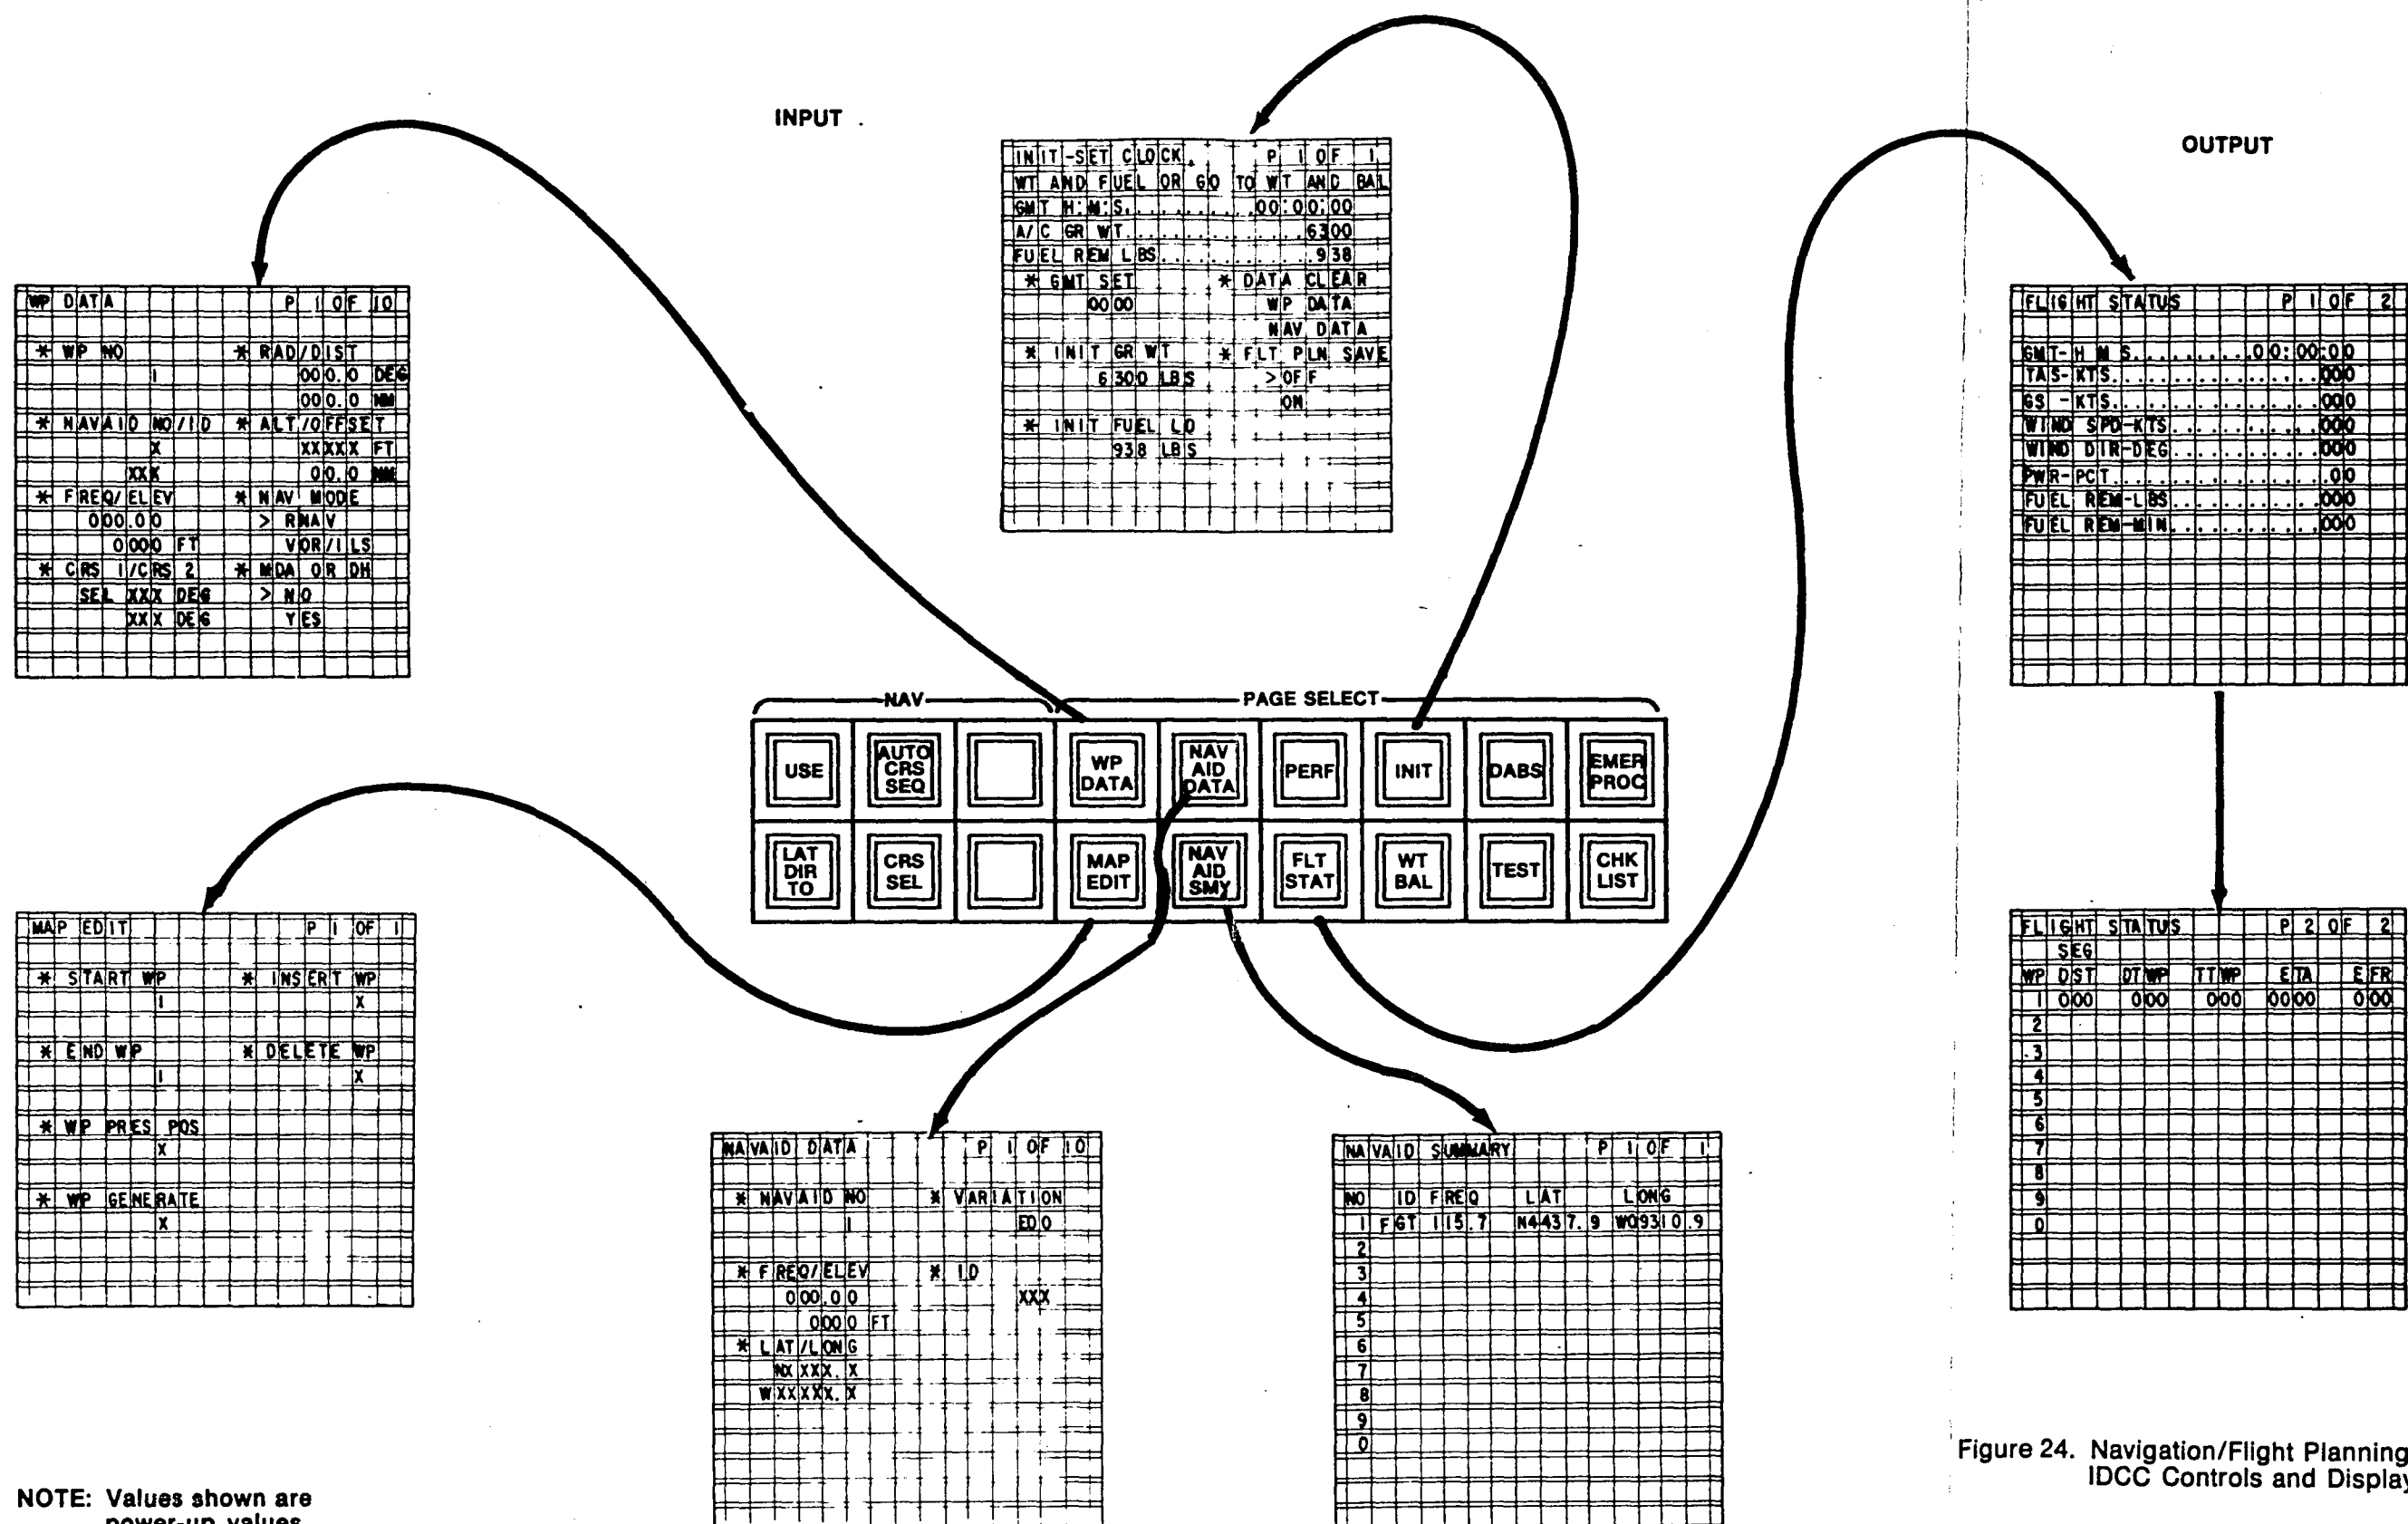 INPUT
OUTPUT
INIT-SET CLOCK. P 1 OF 1
WT AND FUEL OR GO TO WT AND BAL
GMT H:M:S..........00:00:00
A/C GR WT...............6300
FUEL REM LBS.............938
* GMT SET * DATA CLEAR
0000 WP DATA
NAV DATA
* INIT GR WT * FLT PLN SAVE
6300 LBS >OFF
ON
* INIT FUEL LD
938 LBS
WP DATA P 1 OF 10
* WP NO * RAD/DIST
1 000.0 DEG
000.0 NM
* NAVAID NO/ID * ALT/OFFSET
X XXXXX FT
XXX 00.0 NM
* FREQ/ELEV * NAV MODE
000.00 > RNAV
0000 FT VOR/ILS
* CRS 1/CRS 2 * MDA OR DH
SEL XXX DEG > NO
XXX DEG YES
FLIGHT STATUS P 1 OF 2
GMT-H M S..........00:00:00
TAS-KTS.................000
GS -KTS.................000
WIND SPD-KTS............000
WIND DIR-DEG............000
PWR-PCT..................00
FUEL REM-LBS............000
FUEL REM-MIN............000
NAV PAGE SELECT
USE AUTO CRS SEQ WP DATA NAV AID DATA PERF INIT DABS EMER PROC
LAT DIR TO CRS SEL MAP EDIT NAV AID SMY FLT STAT WT BAL TEST CHK LIST
MAP EDIT P 1 OF 1
* START WP * INSERT WP
1 X
* END WP * DELETE WP
1 X
* WP PRES POS
X
* WP GENERATE
X
FLIGHT STATUS P 2 OF 2
SEG
WP DST DTWP TTWP ETA EFR
1 000 000 000 0000 000
2
3
4
5
6
7
8
9
0
NAVAID DATA P 1 OF 10
* NAVAID NO * VARIATION
1 E00
* FREQ/ELEV * ID
000.00 XXX
0000 FT
* LAT/LONG
NXXXX.X
WXXXXX.X
NAVAID SUMMARY P 1 OF 1
NO ID FREQ LAT LONG
1 FGT 115.7 N4437.9 W09310.9
2
3
4
5
6
7
8
9
0
NOTE: Values shown are
power-up values
Figure 24. Navigation/Flight Planning
IDCC Controls and Display